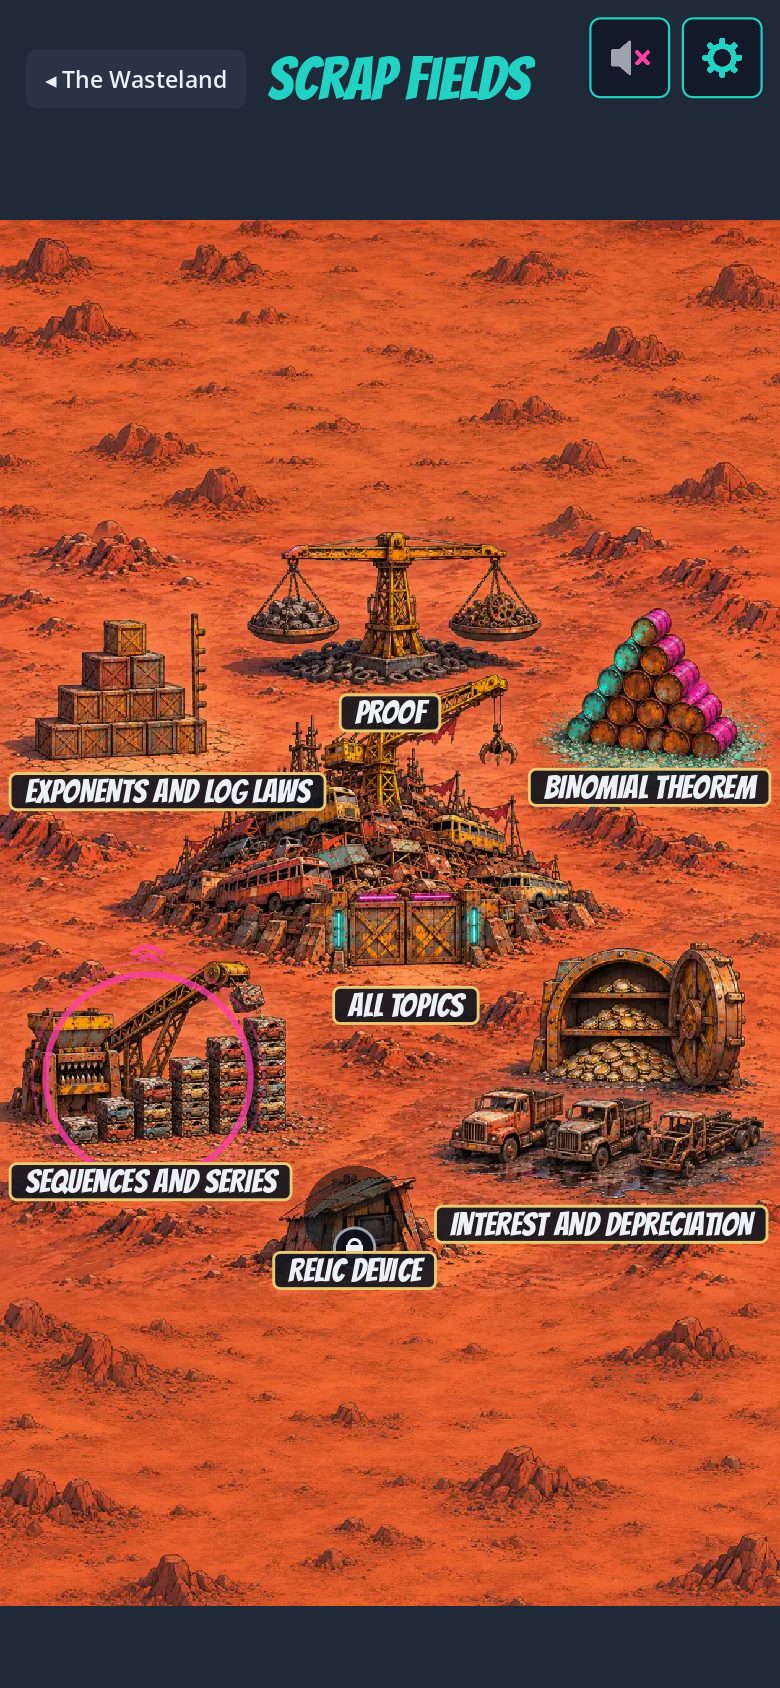 ◂ The Wasteland
SCRAP FIELDS
PROOF
EXPONENTS AND LOG LAWS
BINOMIAL THEOREM
ALL TOPICS
SEQUENCES AND SERIES
INTEREST AND DEPRECIATION
RELIC DEVICE